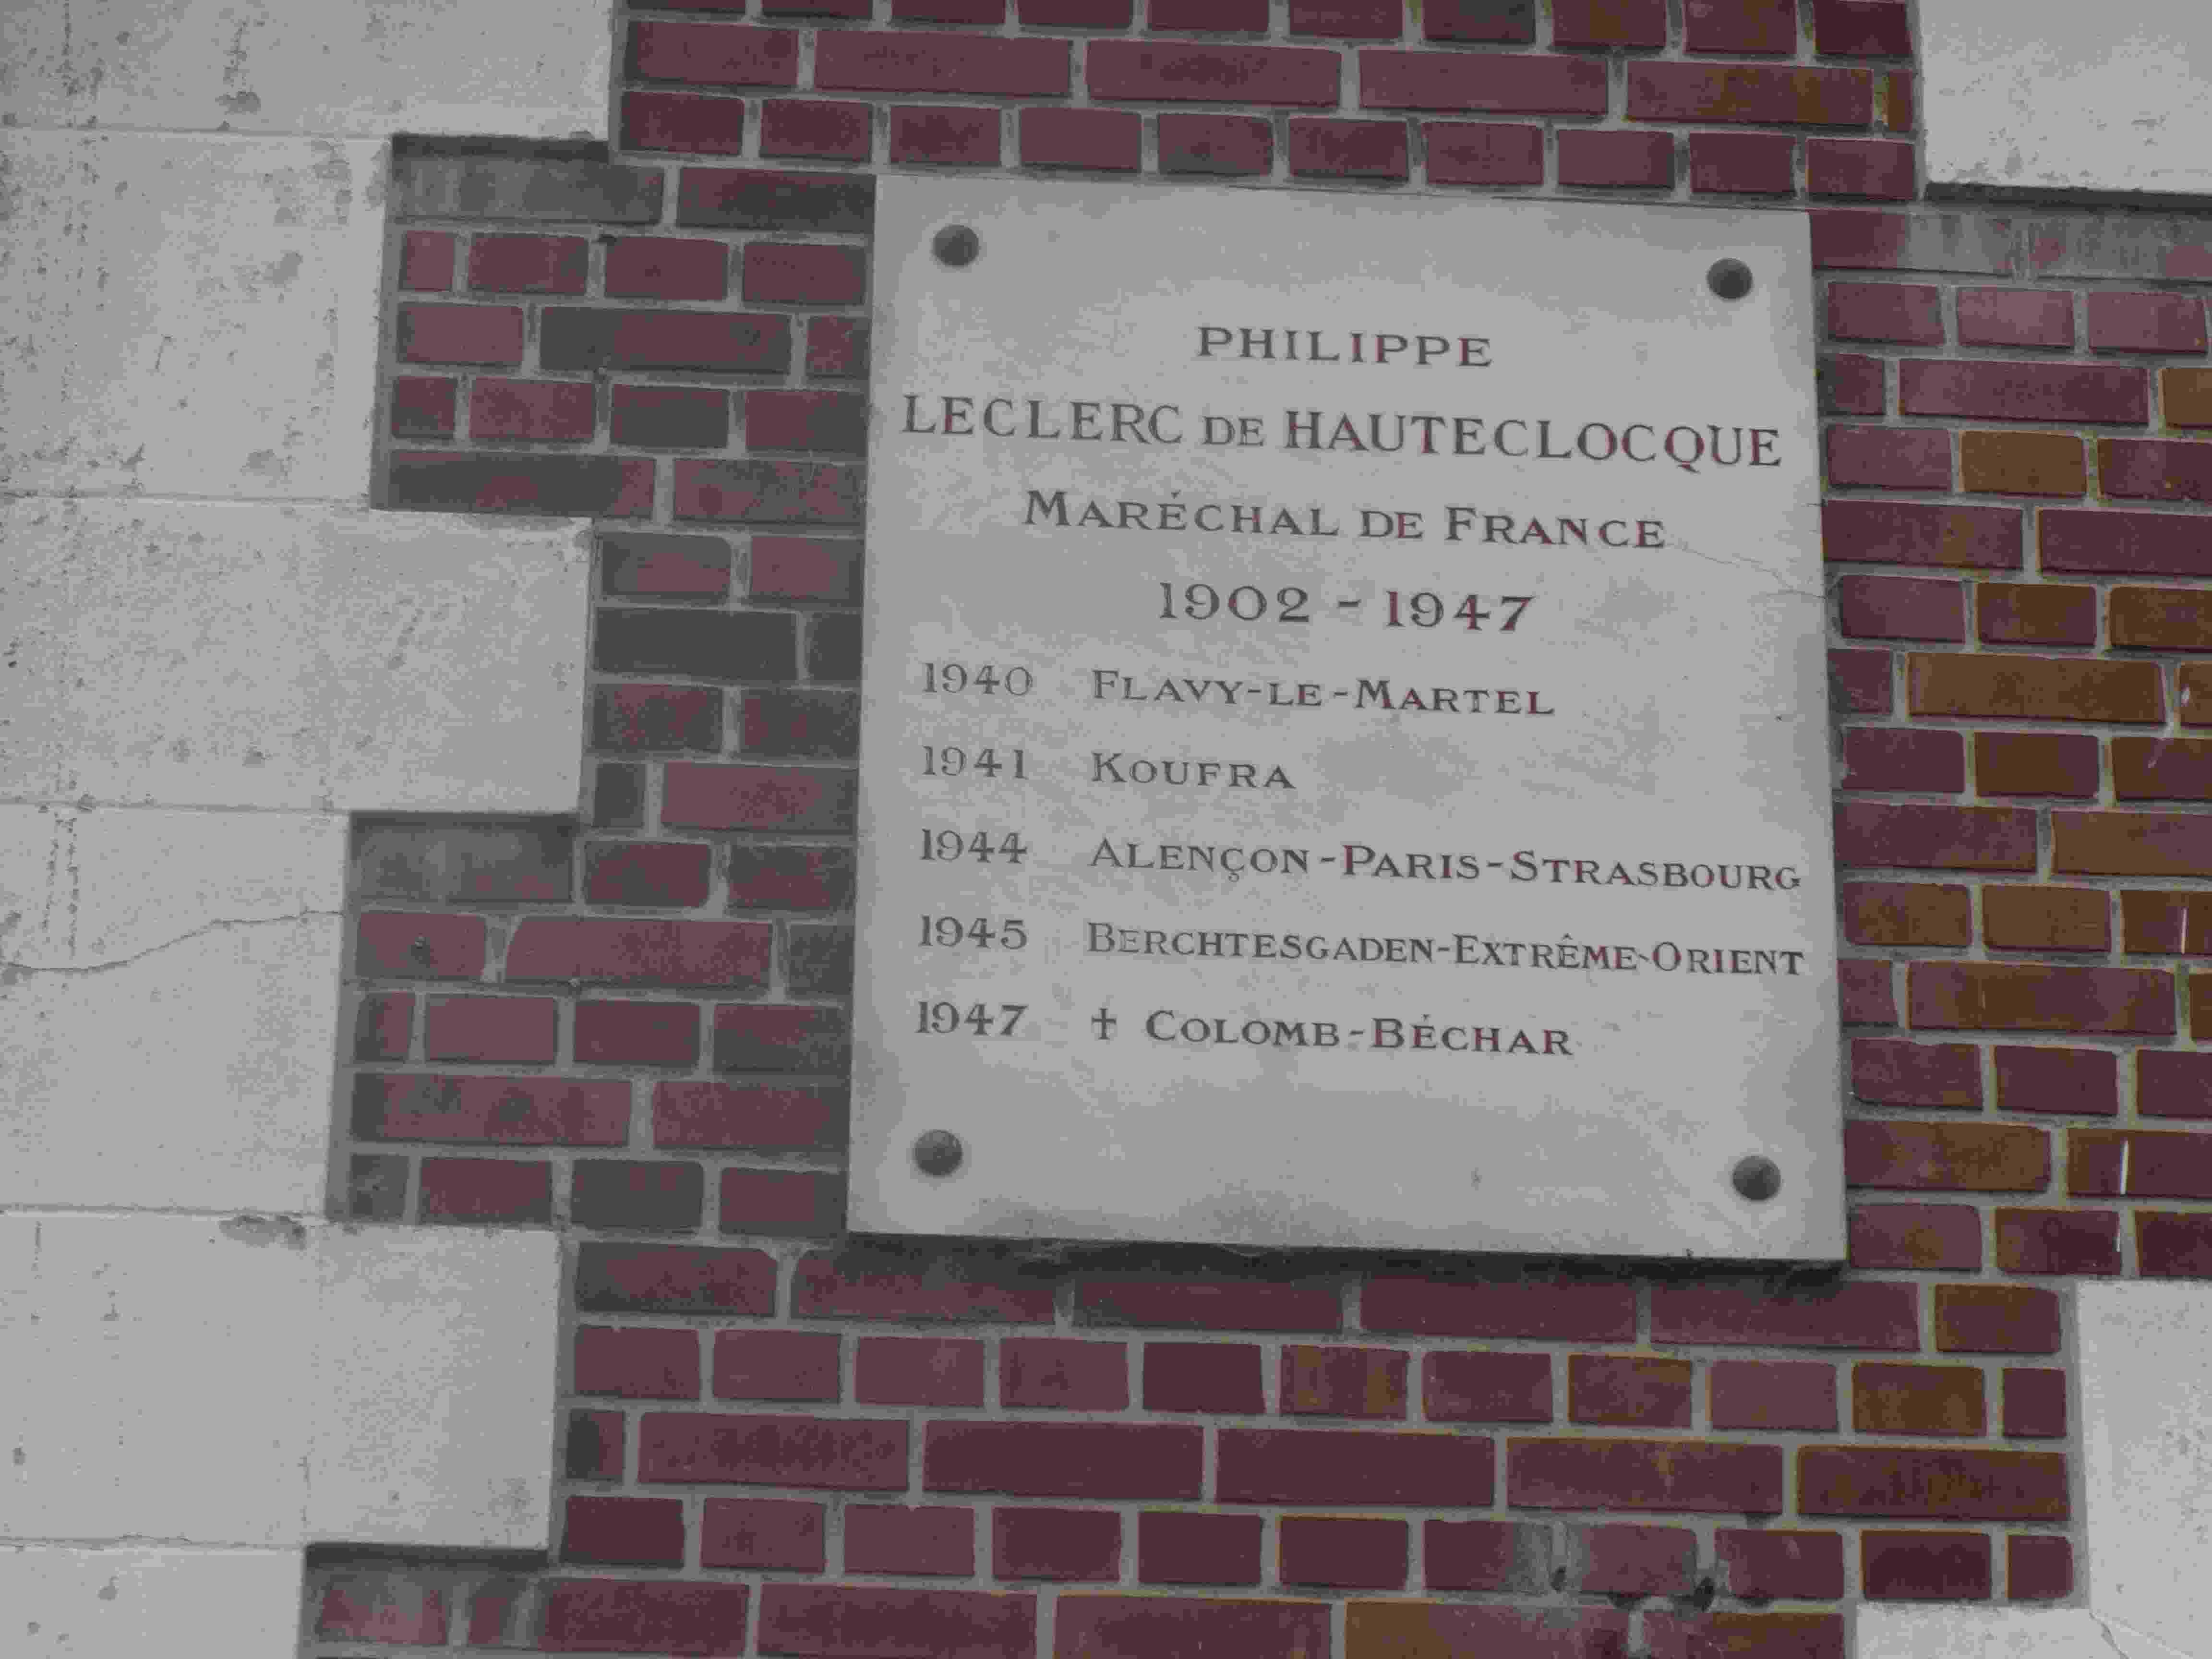 PHILIPPE
LECLERC DE HAUTECLOCQUE
MARÉCHAL DE FRANCE
1902 - 1947
1940 FLAVY-LE-MARTEL
1941 KOUFRA
1944 ALENÇON-PARIS-STRASBOURG
1945 BERCHTESGADEN-EXTRÊME-ORIENT
1947 † COLOMB-BÉCHAR